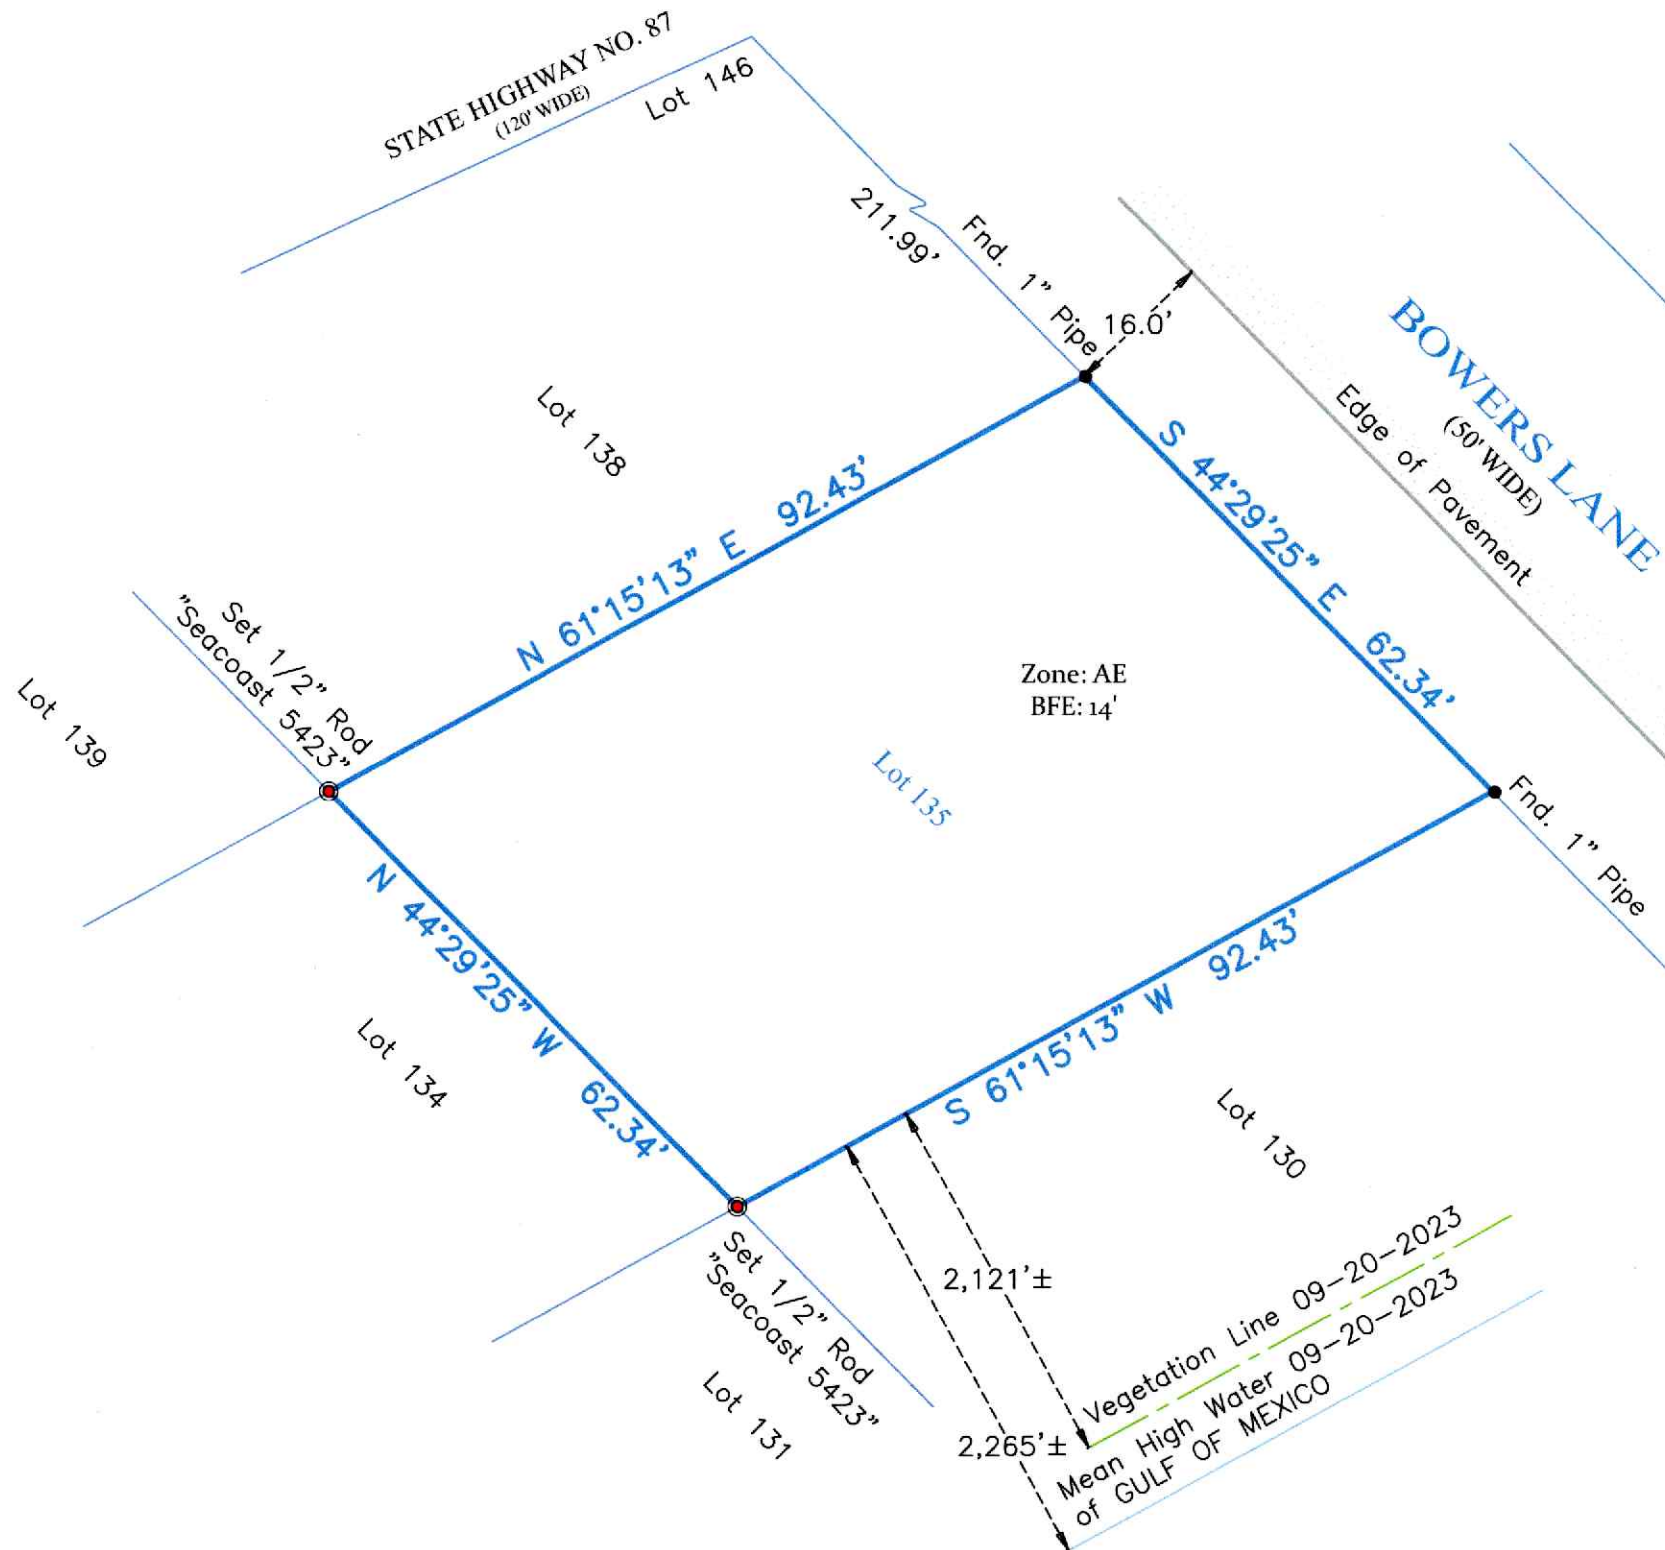 STATE HIGHWAY NO. 87
(120' WIDE)
Lot 146
211.99'
Fnd. 1" Pipe
16.0'
BOWERS LANE
(50' WIDE)
Edge of Pavement
Lot 138
N 61°15'13" E 92.43'
S 44°29'25" E 62.34'
Set 1/2" Rod
"Seacoast 5423"
Lot 139
Zone: AE
BFE: 14'
Lot 135
Fnd. 1" Pipe
N 44°29'25" W 62.34'
S 61°15'13" W 92.43'
Lot 134
Lot 130
Set 1/2" Rod
"Seacoast 5423"
Lot 131
2,121'±
2,265'±
Vegetation Line 09-20-2023
Mean High Water 09-20-2023
of GULF OF MEXICO